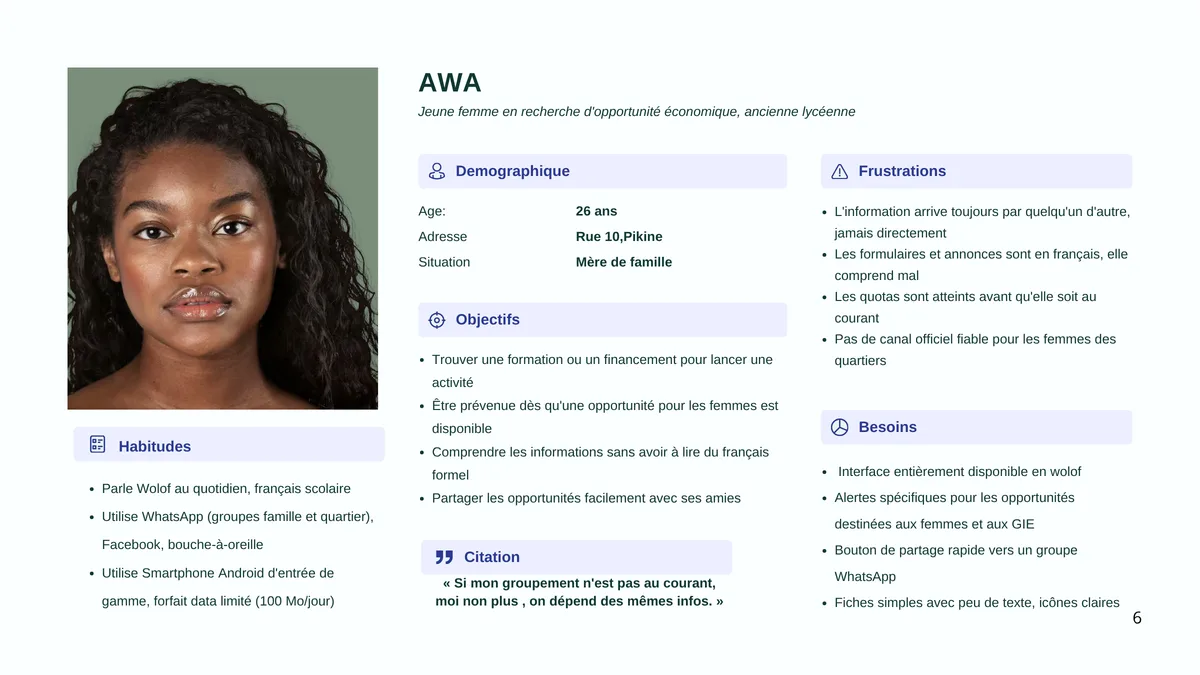 AWA
Jeune femme en recherche d'opportunité économique, ancienne lycéenne
Demographique
Age: 26 ans
Adresse Rue 10,Pikine
Situation Mère de famille
Objectifs
• Trouver une formation ou un financement pour lancer une
activité
• Être prévenue dès qu'une opportunité pour les femmes est
disponible
• Comprendre les informations sans avoir à lire du français
formel
• Partager les opportunités facilement avec ses amies
Citation
« Si mon groupement n'est pas au courant,
moi non plus , on dépend des mêmes infos. »
Habitudes
• Parle Wolof au quotidien, français scolaire
• Utilise WhatsApp (groupes famille et quartier),
Facebook, bouche-à-oreille
• Utilise Smartphone Android d'entrée de
gamme, forfait data limité (100 Mo/jour)
Frustrations
• L'information arrive toujours par quelqu'un d'autre,
jamais directement
• Les formulaires et annonces sont en français, elle
comprend mal
• Les quotas sont atteints avant qu'elle soit au
courant
• Pas de canal officiel fiable pour les femmes des
quartiers
Besoins
• Interface entièrement disponible en wolof
• Alertes spécifiques pour les opportunités
destinées aux femmes et aux GIE
• Bouton de partage rapide vers un groupe
WhatsApp
• Fiches simples avec peu de texte, icônes claires
6